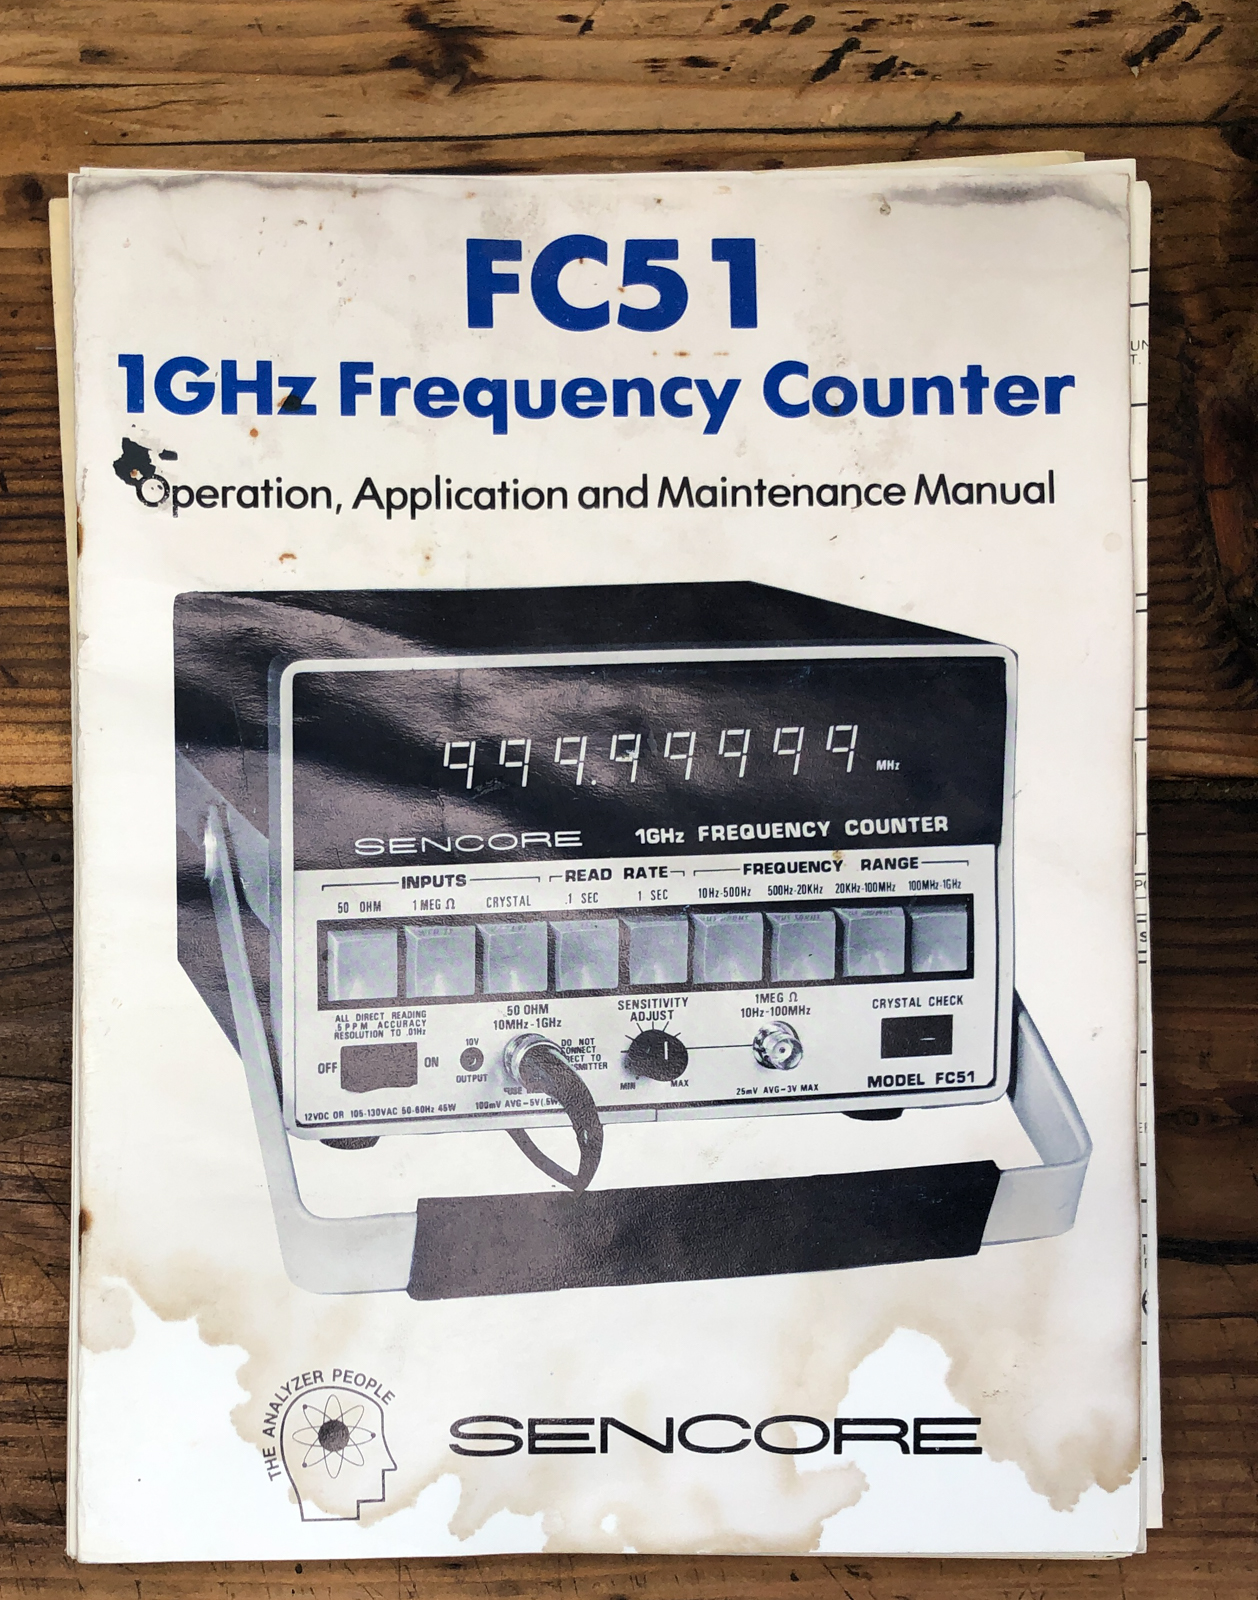 FC51
1GHz Frequency Counter
Operation, Application and Maintenance Manual
999.99999 MHz
SENCORE 1GHz FREQUENCY COUNTER
INPUTS READ RATE FREQUENCY RANGE
50 OHM 1 MEG Ω CRYSTAL .1 SEC 1 SEC 10Hz-500Hz 500Hz-20KHz 20KHz-100MHz 100MHz-1GHz
ALL DIRECT READING
.5 PPM ACCURACY
RESOLUTION TO .01Hz
OFF ON
10V
OUTPUT
50 OHM
10MHz-1GHz
DO NOT
CONNECT
TO
FUSE
100mV AVG-5V(.5W
SENSITIVITY
ADJUST
MIN MAX
1MEG Ω
10Hz-100MHz
25mV AVG-3V MAX
CRYSTAL CHECK
MODEL FC51
12VDC OR 105-130VAC 50-60Hz 45W
THE ANALYZER PEOPLE
SENCORE